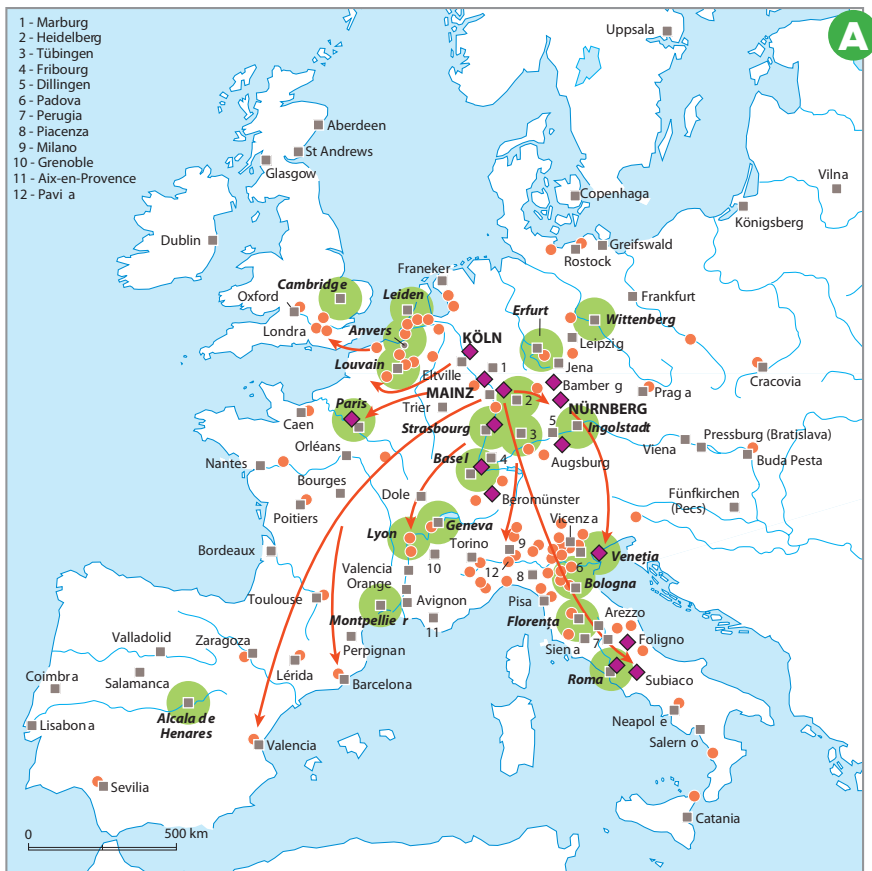 1 - Marburg
2 - Heidelberg
3 - Tübingen
4 - Fribourg
5 - Dillingen
6 - Padova
7 - Perugia
8 - Piacenza
9 - Milano
10 - Grenoble
11 - Aix-en-Provence
12 - Pavi a
A
Uppsala
Aberdeen
St Andrews
Glasgow
Vilna
Copenhaga
Königsberg
Dublin
Greifswald
Rostock
Franeker
Cambridge
Leiden
Oxford
Erfurt
Frankfurt
Wittenberg
Londra
Anvers
KÖLN
Leipzig
Louvain
Eltville
1
Jena
Bamber g
Prag a
Cracovia
MAINZ
2
Paris
Trier
NÜRNBERG
Caen
Strasbourg
3
5
Ingolstadt
Orléans
Viena
Pressburg (Bratislava)
Buda Pesta
Nantes
Basel
4
Augsburg
Bourges
Dole
Beromünster
Fünfkirchen
(Pecs)
Poitiers
Geneva
Vicenz a
Lyon
Bordeaux
Torino
9
Veneția
10
12
8
6
Valencia
Orange
Bologna
Toulouse
Avignon
Pisa
Arezzo
Montpellie r
11
Florența
Valladolid
Zaragoza
Perpignan
Sien a
7
Foligno
Coimbr a
Salamanca
Lérida
Barcelona
Roma
Subiaco
Alcala de
Henares
Neapol e
Lisabon a
Valencia
Salern o
Sevilia
Catania
0
500 km